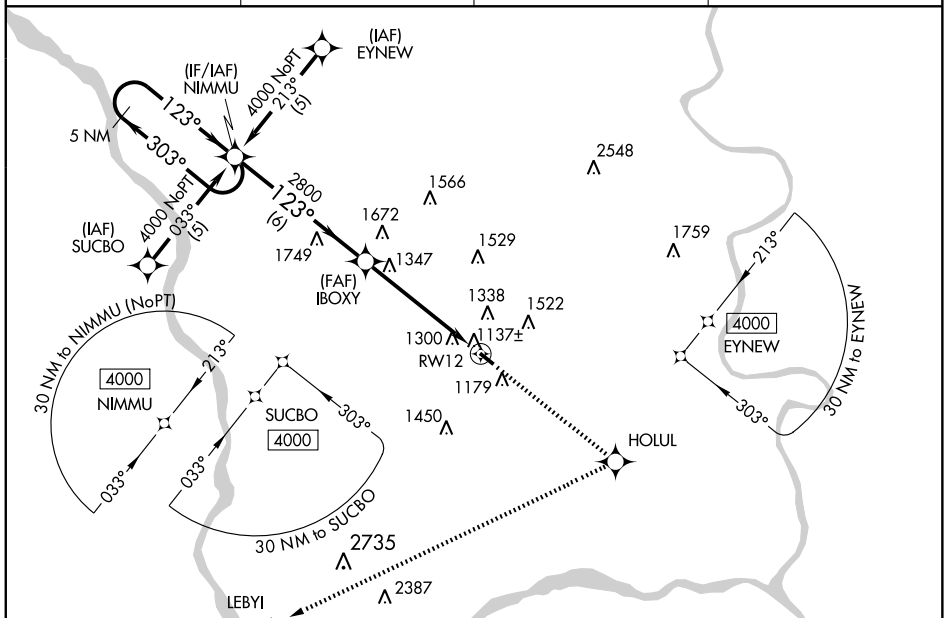 (IAF)
EYNEW
(IF/IAF)
NIMMU
4000 NoPT
213°
(5)
5 NM
123°
303°
2548
2800
123°
(6)
1566
4000 NoPT
033°
(5)
(IAF)
SUCBO
1672
1749
1347
1529
1759
213°
(FAF)
IBOXY
30 NM to NIMMU (NoPT)
1338
1522
4000
EYNEW
30 NM to EYNEW
1300
1137±
RW12
213°
4000
NIMMU
1179
SUCBO
4000
303°
303°
1450
HOLUL
033°
033°
30 NM to SUCBO
2735
2387
LEBYI